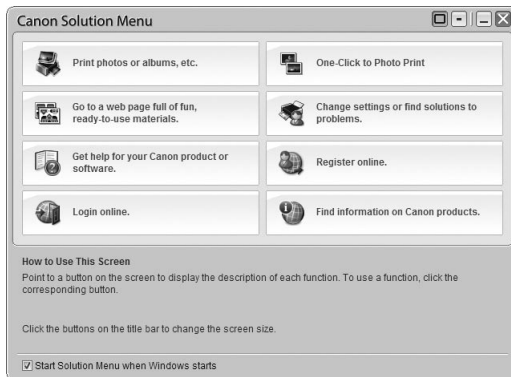 Canon Solution Menu
Print photos or albums, etc.
One-Click to Photo Print
Go to a web page full of fun,
ready-to-use materials.
Change settings or find solutions to
problems.
Get help for your Canon product or
software.
Register online.
Login online.
Find information on Canon products.
How to Use This Screen
Point to a button on the screen to display the description of each function. To use a function, click the
corresponding button.
Click the buttons on the title bar to change the screen size.
Start Solution Menu when Windows starts